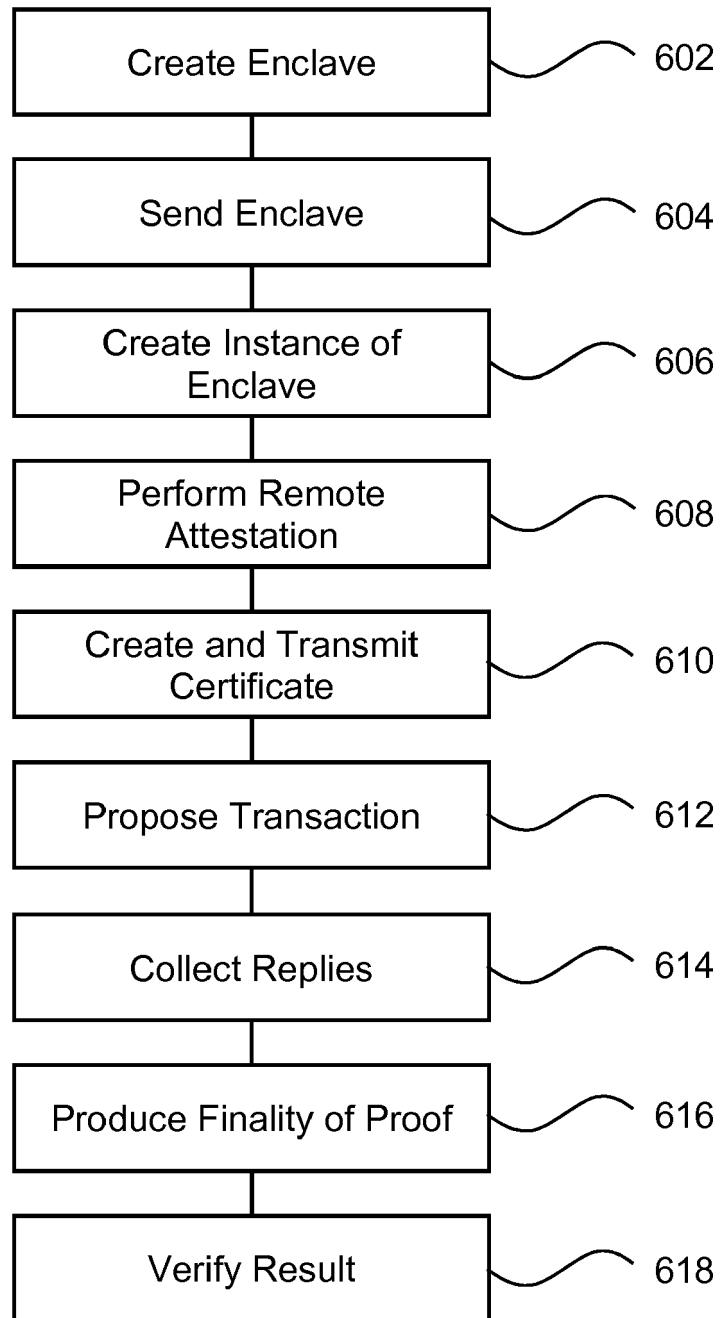 Create Enclave
602
Send Enclave
604
Create Instance of
Enclave
606
Perform Remote
Attestation
608
Create and Transmit
Certificate
610
Propose Transaction
612
Collect Replies
614
Produce Finality of Proof
616
Verify Result
618